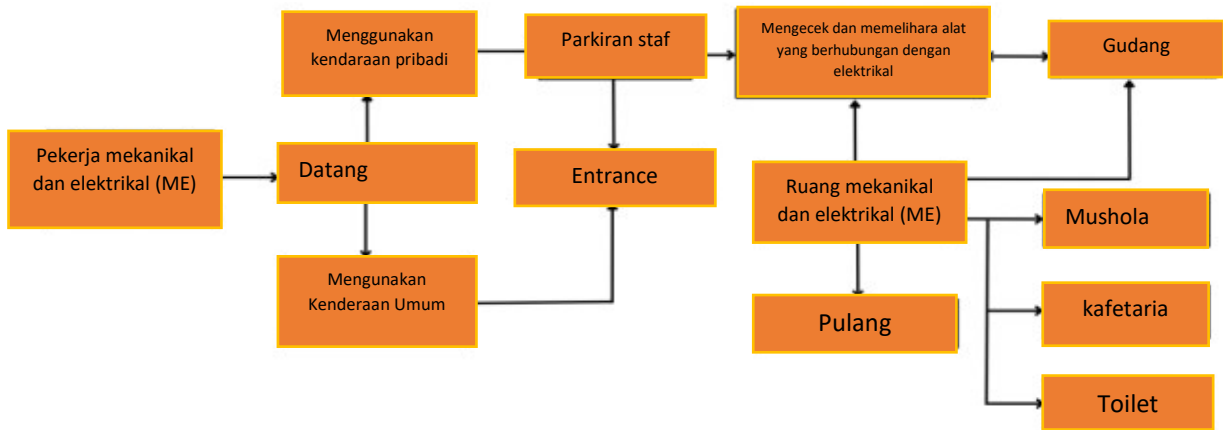 Menggunakan
kendaraan pribadi
Parkiran staf
Mengecek dan memelihara alat
yang berhubungan dengan
elektrikal
Gudang
Pekerja mekanikal
dan elektrikal (ME)
Datang
Entrance
Ruang mekanikal
dan elektrikal (ME)
Mushola
Mengunakan
Kenderaan Umum
Pulang
kafetaria
Toilet